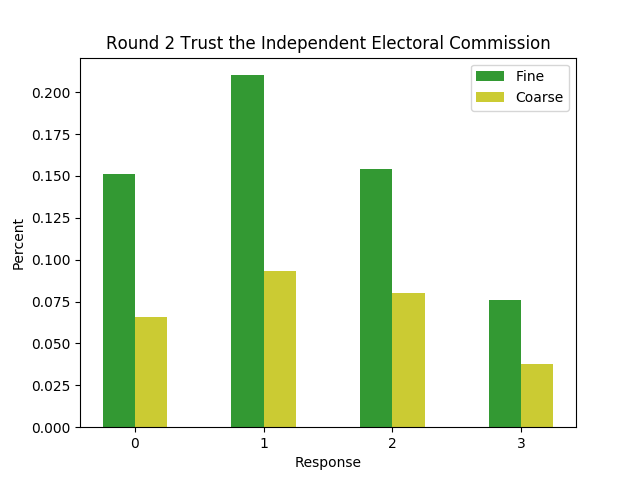 Round 2 Trust the Independent Electoral Commission
Fine
Coarse
Percent
0.200
0.175
0.150
0.125
0.100
0.075
0.050
0.025
0.000
0 1 2 3
Response